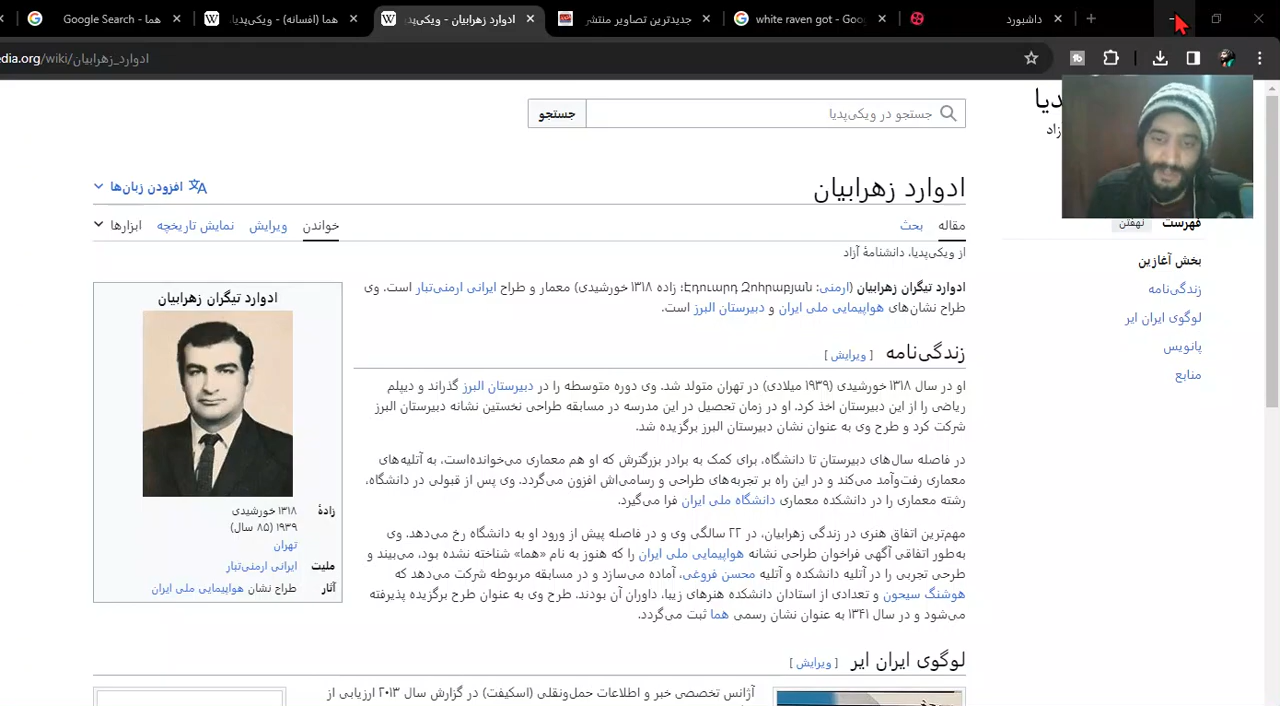 هما - Google Search
هما (افسانه) - ویکی‌پدیا،
ادوارد زهرابیان - ویکی‌پد
جدیدترین تصاویر منتشر
white raven got - Goo
داشبورد
edia.org/wiki/ادوارد_زهرابیان
جستجو در ویکی‌پدیا
جستجو
ادوارد زهرابیان
افزودن زبان‌ها
مقاله
بحث
خواندن
ویرایش
نمایش تاریخچه
ابزارها
از ویکی‌پدیا، دانشنامهٔ آزاد
فهرست
نهفتن
بخش آغازین
زندگی‌نامه
لوگوی ایران ایر
پانویس
منابع
ادوارد تیگران زهرابیان (ارمنی: Էդուարդ Զոհրաբյան؛ زاده ۱۳۱۸ خورشیدی) معمار و طراح ایرانی ارمنی‌تبار است. وی
طراح نشان‌های هواپیمایی ملی ایران و دبیرستان البرز است.
زندگی‌نامه [ ویرایش ]
او در سال ۱۳۱۸ خورشیدی (۱۹۳۹ میلادی) در تهران متولد شد. وی دوره متوسطه را در دبیرستان البرز گذراند و دیپلم
ریاضی را از این دبیرستان اخذ کرد. او در زمان تحصیل در این مدرسه در مسابقه طراحی نخستین نشانه دبیرستان البرز
شرکت کرد و طرح وی به عنوان نشان دبیرستان البرز برگزیده شد.
در فاصله سال‌های دبیرستان تا دانشگاه، برای کمک به برادر بزرگترش که او هم معماری می‌خوانده‌است، به آتلیه‌های
معماری رفت‌وآمد می‌کند و در این راه بر تجربه‌های طراحی و رسامی‌اش افزون می‌گردد. وی پس از قبولی در دانشگاه،
رشته معماری را در دانشکده معماری دانشگاه ملی ایران فرا می‌گیرد.
مهم‌ترین اتفاق هنری در زندگی زهرابیان، در ۲۲ سالگی وی و در فاصله پیش از ورود او به دانشگاه رخ می‌دهد. وی
به‌طور اتفاقی آگهی فراخوان طراحی نشانه هواپیمایی ملی ایران را که هنوز به نام «هما» شناخته نشده بود، می‌بیند و
طرحی تجربی را در آتلیه دانشکده و آتلیه محسن فروغی، آماده می‌سازد و در مسابقه مربوطه شرکت می‌دهد که
هوشنگ سیحون و تعدادی از استادان دانشکده هنرهای زیبا، داوران آن بودند. طرح وی به عنوان طرح برگزیده پذیرفته
می‌شود و در سال ۱۳۴۱ به عنوان نشان رسمی هما ثبت می‌گردد.
ادوارد تیگران زهرابیان
زادهٔ ۱۳۱۸ خورشیدی
۱۹۳۹ (۸۵ سال)
تهران
ملیت ایرانی ارمنی‌تبار
آثار طراح نشان هواپیمایی ملی ایران
لوگوی ایران ایر [ ویرایش ]
آژانس تخصصی خبر و اطلاعات حمل‌ونقلی (اسکیفت) در گزارش سال ۲۰۱۳ ارزیابی از